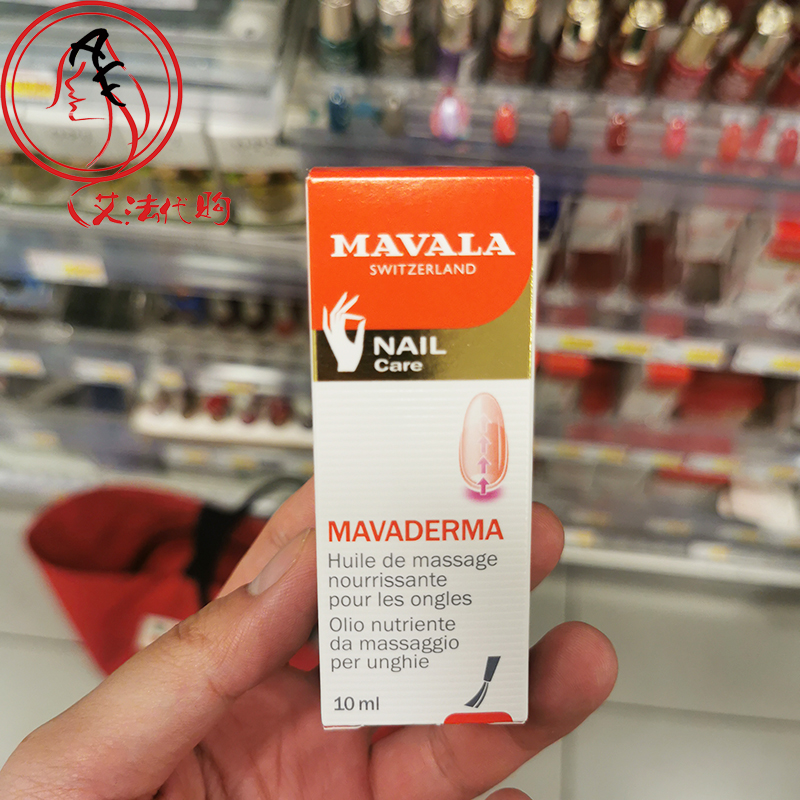 AF
艾法代购
MAVALA
SWITZERLAND
NAIL
Care
MAVADERMA
Huile de massage
nourrissante
pour les ongles
Olio nutriente
da massaggio
per unghie
10 ml